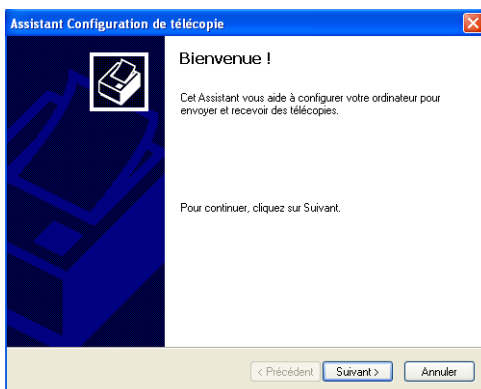 Assistant Configuration de télécopie
Bienvenue !
Cet Assistant vous aide à configurer votre ordinateur pour
envoyer et recevoir des télécopies.
Pour continuer, cliquez sur Suivant.
< Précédent Suivant > Annuler